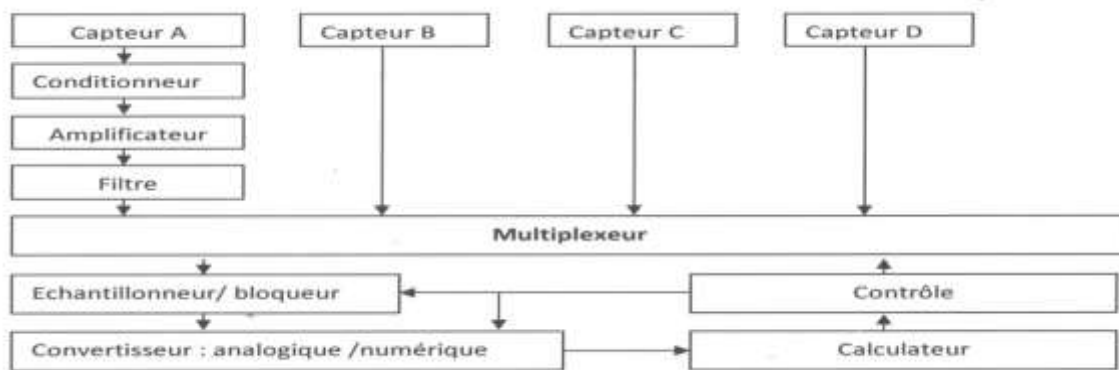 Capteur A
Capteur B
Capteur C
Capteur D
Conditionneur
Amplificateur
Filtre
Multiplexeur
Echantillonneur/ bloqueur
Contrôle
Convertisseur : analogique /numérique
Calculateur